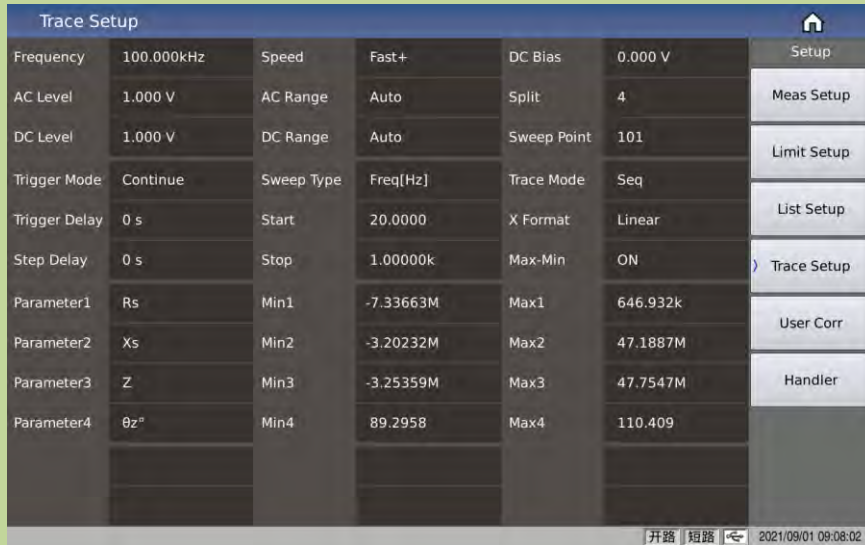 Trace Setup
Frequency 100.000kHz Speed Fast+ DC Bias 0.000 V
AC Level 1.000 V AC Range Auto Split 4
DC Level 1.000 V DC Range Auto Sweep Point 101
Trigger Mode Continue Sweep Type Freq[Hz] Trace Mode Seq
Trigger Delay 0 s Start 20.0000 X Format Linear
Step Delay 0 s Stop 1.00000k Max-Min ON
Parameter1 Rs Min1 -7.33663M Max1 646.932k
Parameter2 Xs Min2 -3.20232M Max2 47.1887M
Parameter3 Z Min3 -3.25359M Max3 47.7547M
Parameter4 θz° Min4 89.2958 Max4 110.409
Setup
Meas Setup
Limit Setup
List Setup
Trace Setup
User Corr
Handler
开路 短路 2021/09/01 09:08:02